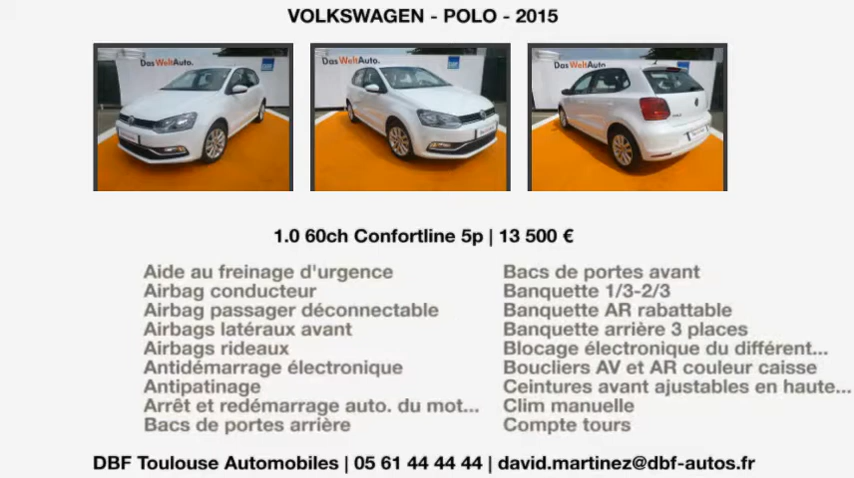 VOLKSWAGEN - POLO - 2015
Das WeltAuto.
Das WeltAuto.
Das WeltAuto.
1.0 60ch Confortline 5p | 13 500 €
Aide au freinage d'urgence
Airbag conducteur
Airbag passager déconnectable
Airbags latéraux avant
Airbags rideaux
Antidémarrage électronique
Antipatinage
Arrêt et redémarrage auto. du mot...
Bacs de portes arrière
Bacs de portes avant
Banquette 1/3-2/3
Banquette AR rabattable
Banquette arrière 3 places
Blocage électronique du différent...
Boucliers AV et AR couleur caisse
Ceintures avant ajustables en haute...
Clim manuelle
Compte tours
DBF Toulouse Automobiles | 05 61 44 44 44 | david.martinez@dbf-autos.fr